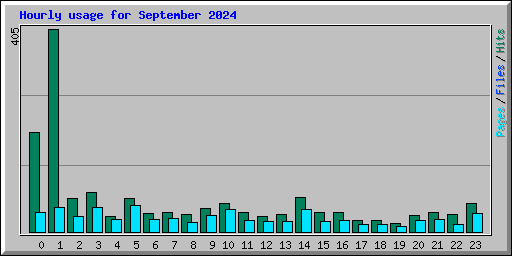 Hourly usage for September 2024
405
Pages/Files/Hits
0 1 2 3 4 5 6 7 8 9 10 11 12 13 14 15 16 17 18 19 20 21 22 23